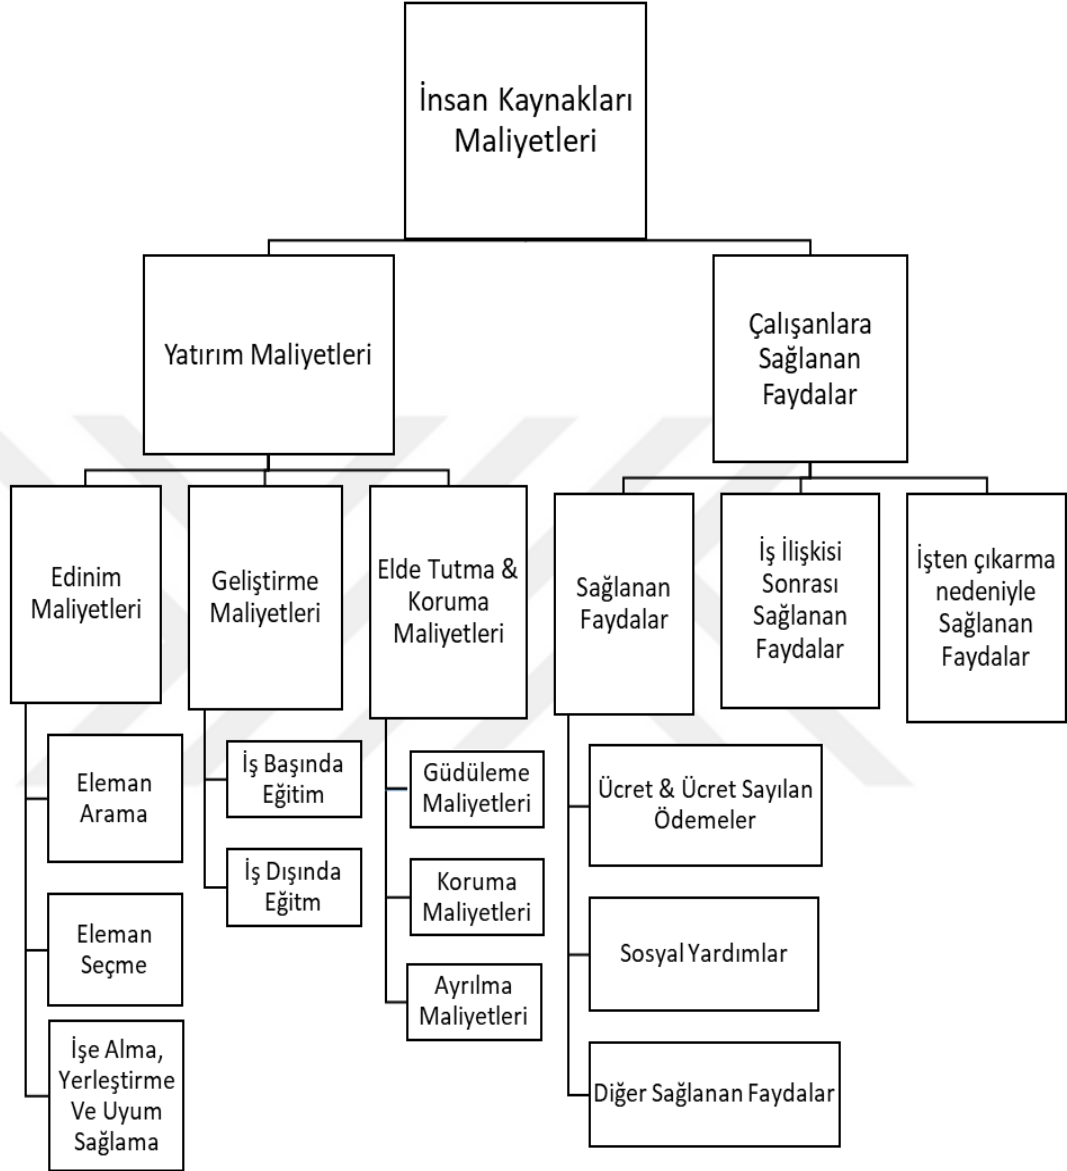 İnsan Kaynakları
Maliyetleri
Yatırım Maliyetleri
Çalışanlara
Sağlanan
Faydalar
Edinim
Maliyetleri
Geliştirme
Maliyetleri
Elde Tutma &
Koruma
Maliyetleri
Sağlanan
Faydalar
İş İlişkisi
Sonrası
Sağlanan
Faydalar
İşten çıkarma
nedeniyle
Sağlanan
Faydalar
Eleman
Arama
Eleman
Seçme
İşe Alma,
Yerleştirme
Ve Uyum
Sağlama
İş Başında
Eğitim
İş Dışında
Eğitm
Güdüleme
Maliyetleri
Koruma
Maliyetleri
Ayrılma
Maliyetleri
Ücret & Ücret Sayılan
Ödemeler
Sosyal Yardımlar
Diğer Sağlanan Faydalar